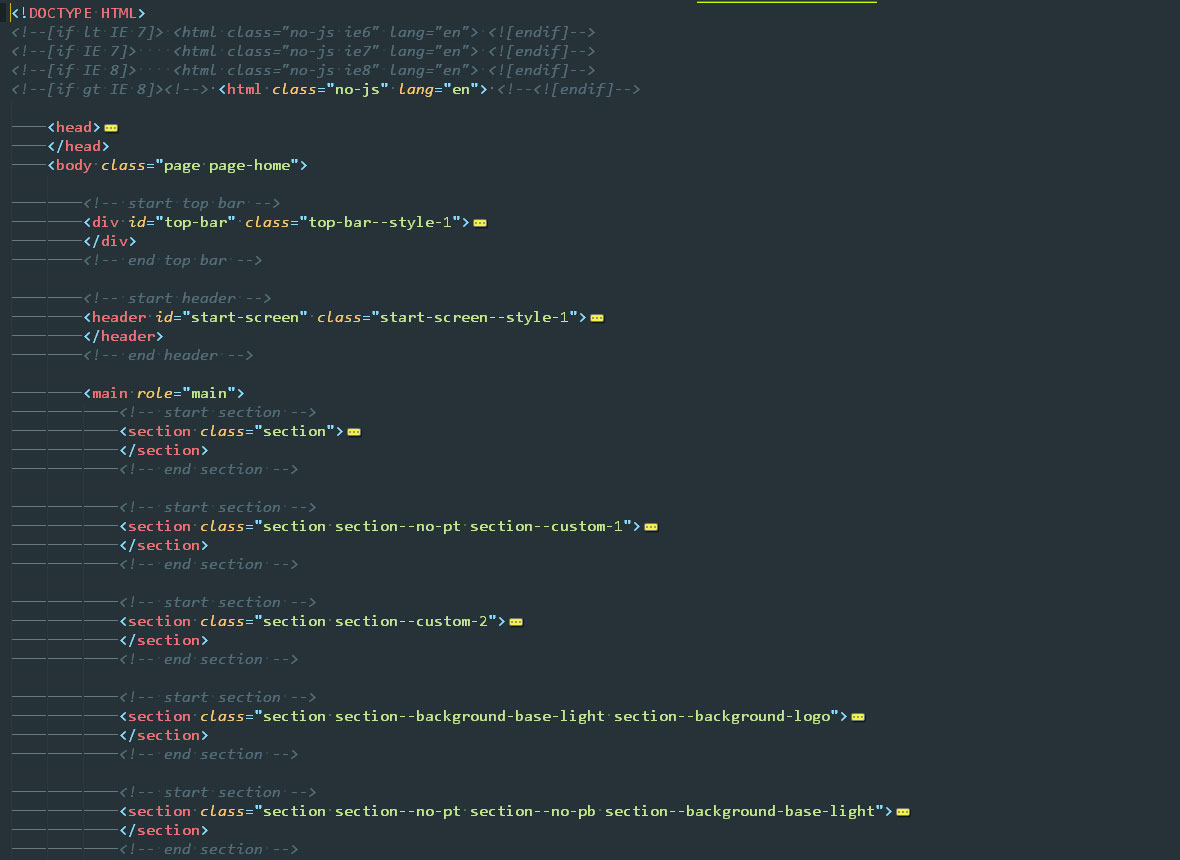 <!DOCTYPE HTML>
<!--[if lt IE 7]> <html class="no-js ie6" lang="en"> <![endif]-->
<!--[if IE 7]>    <html class="no-js ie7" lang="en"> <![endif]-->
<!--[if IE 8]>    <html class="no-js ie8" lang="en"> <![endif]-->
<!--[if gt IE 8]><!--> <html class="no-js" lang="en"> <!--<![endif]-->
<head>
</head>
<body class="page page-home">
<!-- start top bar -->
<div id="top-bar" class="top-bar--style-1">
</div>
<!-- end top bar -->
<!-- start header -->
<header id="start-screen" class="start-screen--style-1">
</header>
<!-- end header -->
<main role="main">
<!-- start section -->
<section class="section">
</section>
<!-- end section -->
<!-- start section -->
<section class="section section--no-pt section--custom-1">
</section>
<!-- end section -->
<!-- start section -->
<section class="section section--custom-2">
</section>
<!-- end section -->
<!-- start section -->
<section class="section section--background-base-light section--background-logo">
</section>
<!-- end section -->
<!-- start section -->
<section class="section section--no-pt section--no-pb section--background-base-light">
</section>
<!-- end section -->